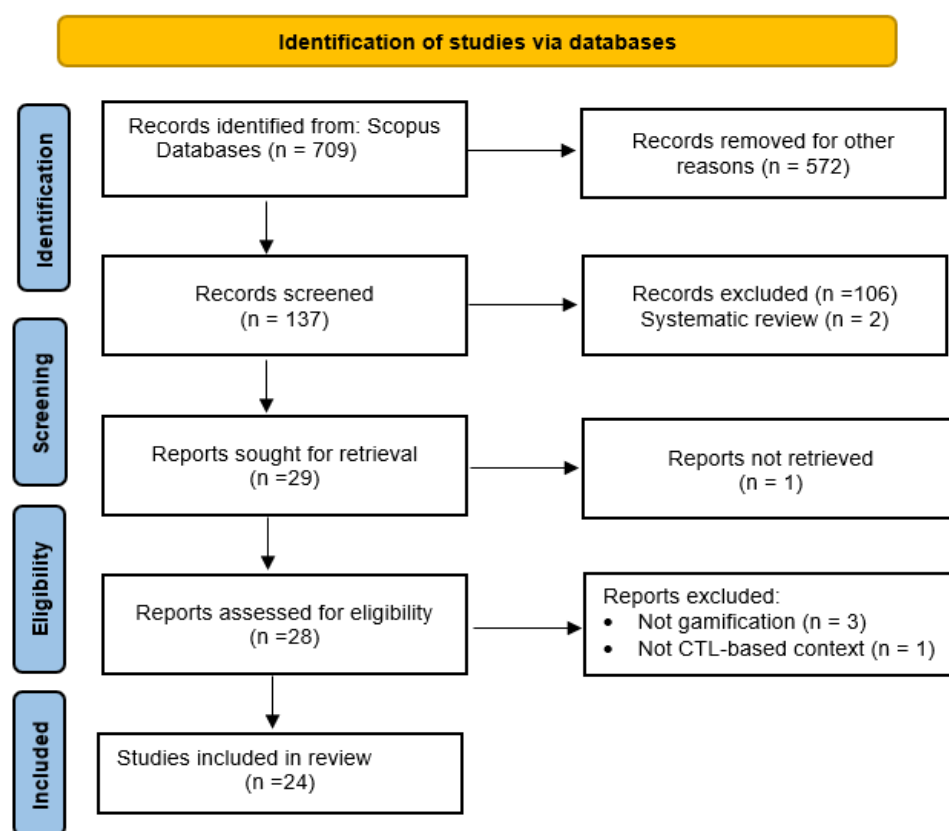 Identification of studies via databases
Identification
Records identified from: Scopus
Databases (n = 709)
Records removed for other
reasons (n = 572)
Records screened
(n = 137)
Records excluded (n =106)
Systematic review (n = 2)
Screening
Reports sought for retrieval
(n =29)
Reports not retrieved
(n = 1)
Eligibility
Reports assessed for eligibility
(n =28)
Reports excluded:
• Not gamification (n = 3)
• Not CTL-based context (n = 1)
Included
Studies included in review
(n =24)